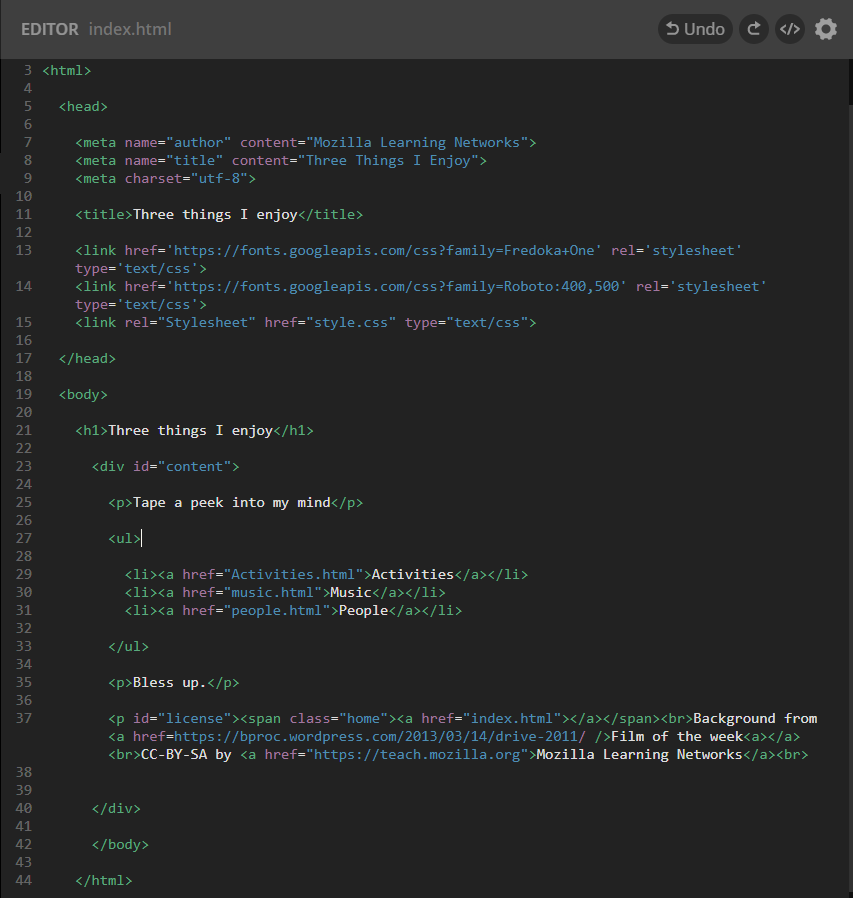 EDITOR index.html Undo </>
3 <html>
4
5 <head>
6
7 <meta name="author" content="Mozilla Learning Networks">
8 <meta name="title" content="Three Things I Enjoy">
9 <meta charset="utf-8">
10
11 <title>Three things I enjoy</title>
12
13 <link href='https://fonts.googleapis.com/css?family=Fredoka+One' rel='stylesheet'
type='text/css'>
14 <link href='https://fonts.googleapis.com/css?family=Roboto:400,500' rel='stylesheet'
type='text/css'>
15 <link rel="Stylesheet" href="style.css" type="text/css">
16
17 </head>
18
19 <body>
20
21 <h1>Three things I enjoy</h1>
22
23 <div id="content">
24
25 <p>Tape a peek into my mind</p>
26
27 <ul>
28
29 <li><a href="Activities.html">Activities</a></li>
30 <li><a href="music.html">Music</a></li>
31 <li><a href="people.html">People</a></li>
32
33 </ul>
34
35 <p>Bless up.</p>
36
37 <p id="license"><span class="home"><a href="index.html"></a></span><br>Background from
<a href=https://bproc.wordpress.com/2013/03/14/drive-2011/ />Film of the week<a></a>
<br>CC-BY-SA by <a href="https://teach.mozilla.org">Mozilla Learning Networks</a><br>
38
39
40 </div>
41
42 </body>
43
44 </html>